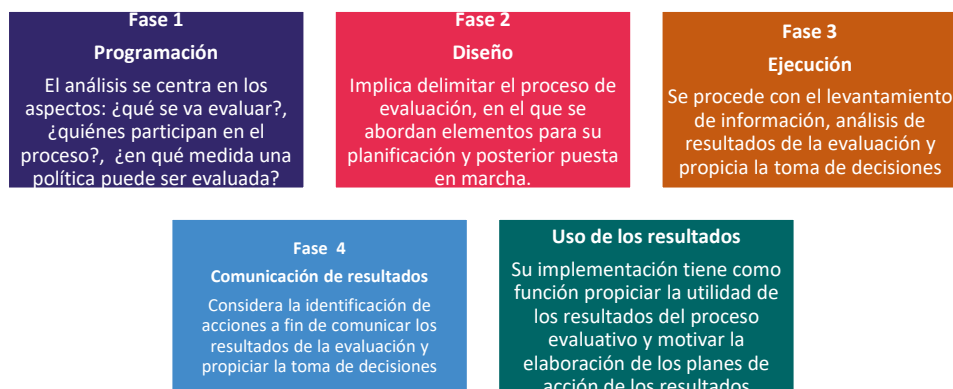 Fase 1
Programación
El análisis se centra en los
aspectos: ¿qué se va evaluar?,
¿quiénes participan en el
proceso?, ¿en qué medida una
política puede ser evaluada?
Fase 2
Diseño
Implica delimitar el proceso de
evaluación, en el que se
abordan elementos para su
planificación y posterior puesta
en marcha.
Fase 3
Ejecución
Se procede con el levantamiento
de información, análisis de
resultados de la evaluación y
propicia la toma de decisiones
Fase 4
Comunicación de resultados
Considera la identificación de
acciones a fin de comunicar los
resultados de la evaluación y
propiciar la toma de decisiones
Uso de los resultados
Su implementación tiene como
función propiciar la utilidad de
los resultados del proceso
evaluativo y motivar la
elaboración de los planes de
acción de los resultados